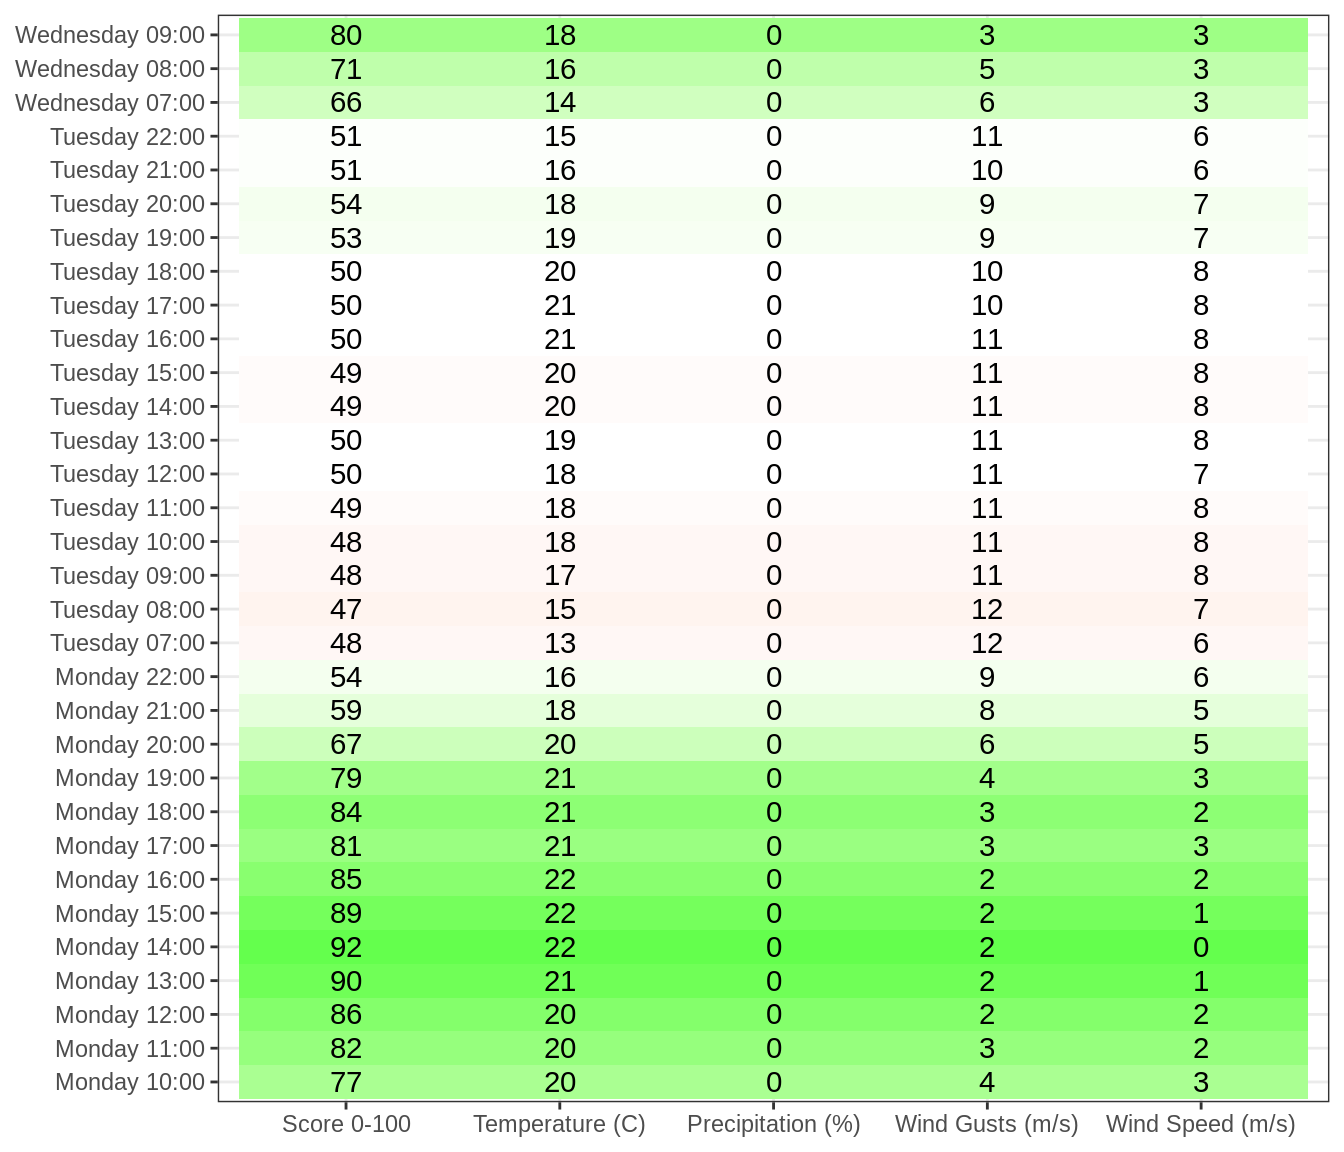 Wednesday 09:00 80 18 0 3 3
Wednesday 08:00 71 16 0 5 3
Wednesday 07:00 66 14 0 6 3
Tuesday 22:00 51 15 0 11 6
Tuesday 21:00 51 16 0 10 6
Tuesday 20:00 54 18 0 9 7
Tuesday 19:00 53 19 0 9 7
Tuesday 18:00 50 20 0 10 8
Tuesday 17:00 50 21 0 10 8
Tuesday 16:00 50 21 0 11 8
Tuesday 15:00 49 20 0 11 8
Tuesday 14:00 49 20 0 11 8
Tuesday 13:00 50 19 0 11 8
Tuesday 12:00 50 18 0 11 7
Tuesday 11:00 49 18 0 11 8
Tuesday 10:00 48 18 0 11 8
Tuesday 09:00 48 17 0 11 8
Tuesday 08:00 47 15 0 12 7
Tuesday 07:00 48 13 0 12 6
Monday 22:00 54 16 0 9 6
Monday 21:00 59 18 0 8 5
Monday 20:00 67 20 0 6 5
Monday 19:00 79 21 0 4 3
Monday 18:00 84 21 0 3 2
Monday 17:00 81 21 0 3 3
Monday 16:00 85 22 0 2 2
Monday 15:00 89 22 0 2 1
Monday 14:00 92 22 0 2 0
Monday 13:00 90 21 0 2 1
Monday 12:00 86 20 0 2 2
Monday 11:00 82 20 0 3 2
Monday 10:00 77 20 0 4 3
Score 0-100 Temperature (C) Precipitation (%) Wind Gusts (m/s) Wind Speed (m/s)